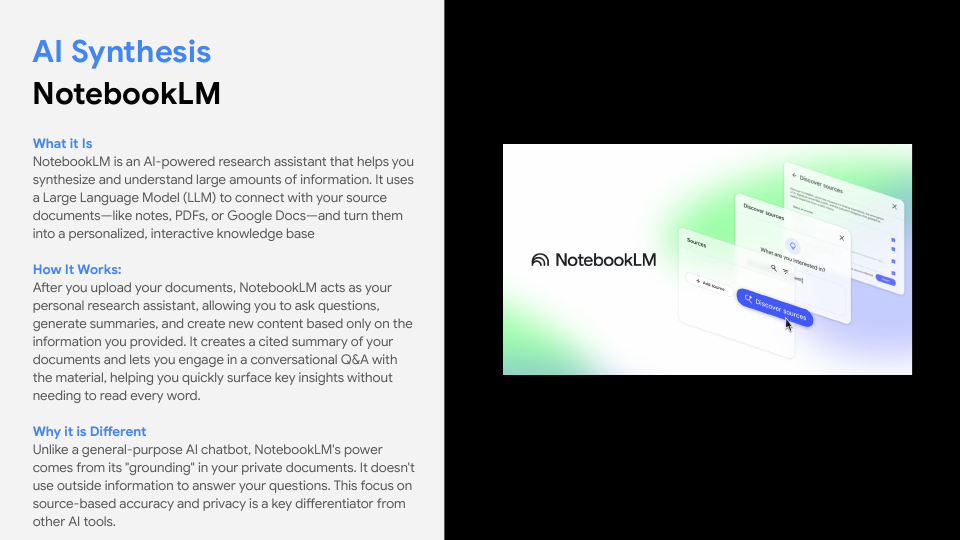 AI Synthesis
NotebookLM
What it Is
NotebookLM is an AI-powered research assistant that helps you
synthesize and understand large amounts of information. It uses
a Large Language Model (LLM) to connect with your source
documents—like notes, PDFs, or Google Docs—and turn them
into a personalized, interactive knowledge base
How It Works:
After you upload your documents, NotebookLM acts as your
personal research assistant, allowing you to ask questions,
generate summaries, and create new content based only on the
information you provided. It creates a cited summary of your
documents and lets you engage in a conversational Q&A with
the material, helping you quickly surface key insights without
needing to read every word.
Why it is Different
Unlike a general-purpose AI chatbot, NotebookLM's power
comes from its "grounding" in your private documents. It doesn't
use outside information to answer your questions. This focus on
source-based accuracy and privacy is a key differentiator from
other AI tools.
NotebookLM
Discover sources
Discover sources
What are you interested in?
Sources
Add source
Discover sources